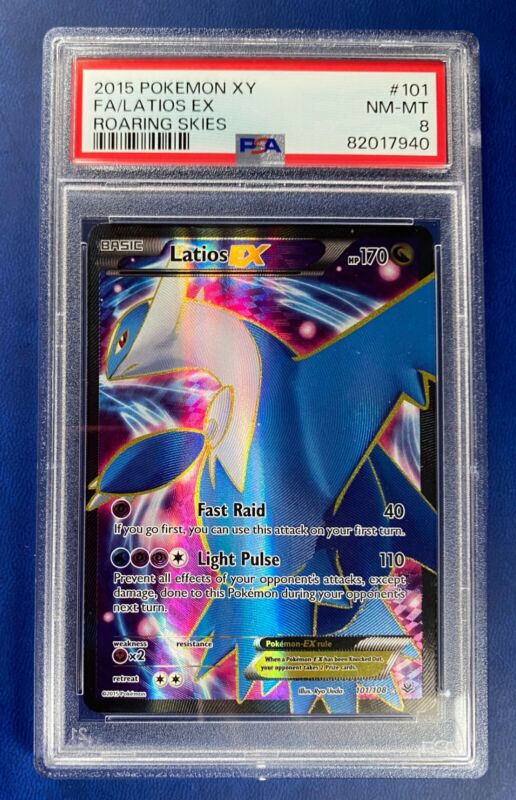 2015 POKEMON XY #101
FA/LATIOS EX NM-MT
ROARING SKIES 8
PSA 82017940
BASIC Latios EX HP170
Fast Raid 40
If you go first, you can use this attack on your first turn.
Light Pulse 110
Prevent all effects of your opponent's attacks, except
damage, done to this Pokémon during your opponent's
next turn.
weakness resistance
×2
Pokémon-EX rule
When a Pokémon-EX has been Knocked Out,
your opponent takes 2 Prize cards.
retreat
©2015 Pokémon Illus. Ryo Ueda 101/108